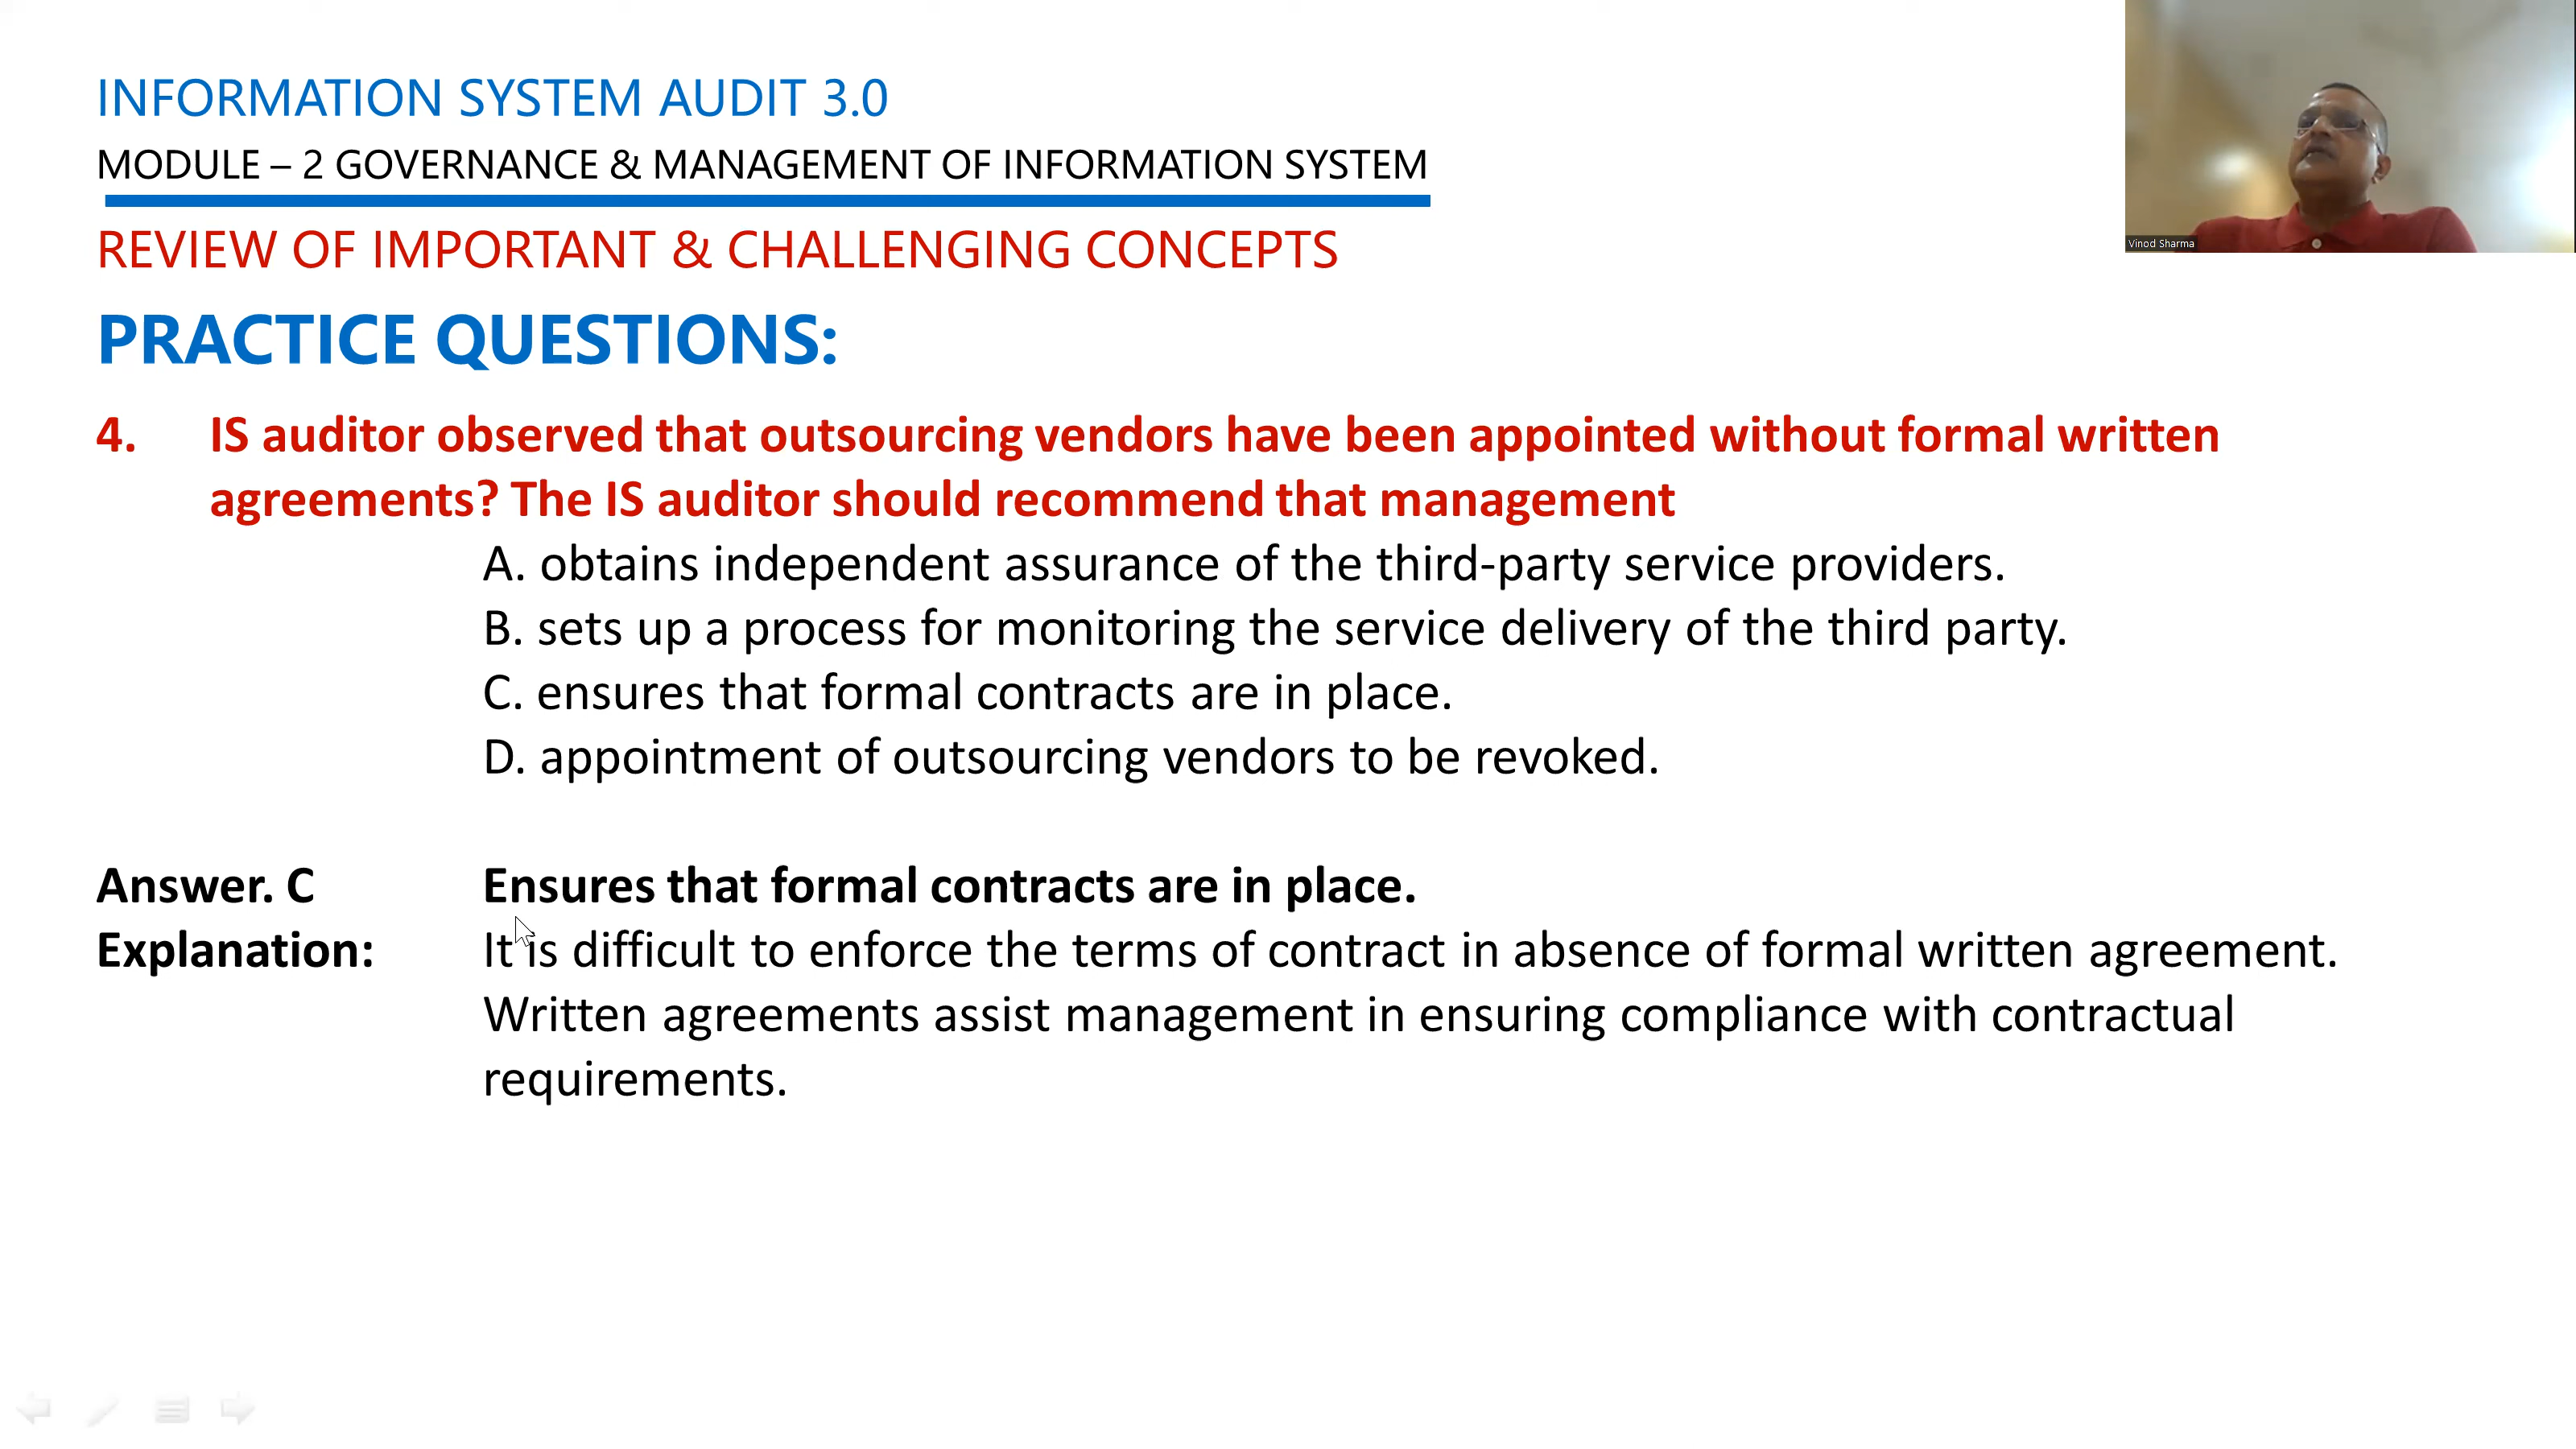 INFORMATION SYSTEM AUDIT 3.0
MODULE – 2 GOVERNANCE & MANAGEMENT OF INFORMATION SYSTEM
REVIEW OF IMPORTANT & CHALLENGING CONCEPTS
Vinod Sharma
PRACTICE QUESTIONS:
4. IS auditor observed that outsourcing vendors have been appointed without formal written
agreements? The IS auditor should recommend that management
A. obtains independent assurance of the third-party service providers.
B. sets up a process for monitoring the service delivery of the third party.
C. ensures that formal contracts are in place.
D. appointment of outsourcing vendors to be revoked.
Answer. C Ensures that formal contracts are in place.
Explanation: It is difficult to enforce the terms of contract in absence of formal written agreement.
Written agreements assist management in ensuring compliance with contractual
requirements.